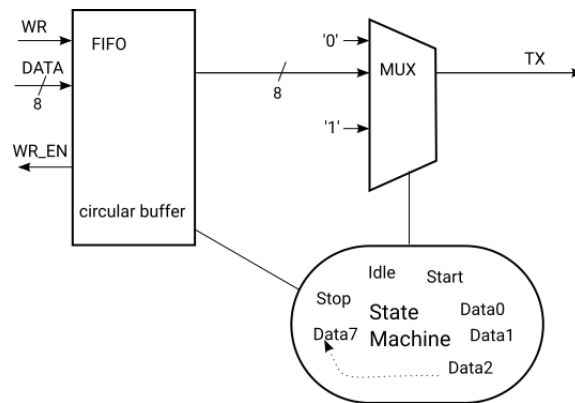 WR
FIFO
DATA
8
WR_EN
circular buffer
8
'0'
MUX
'1'
TX
Idle
Start
Stop
State
Machine
Data0
Data1
Data7
Data2